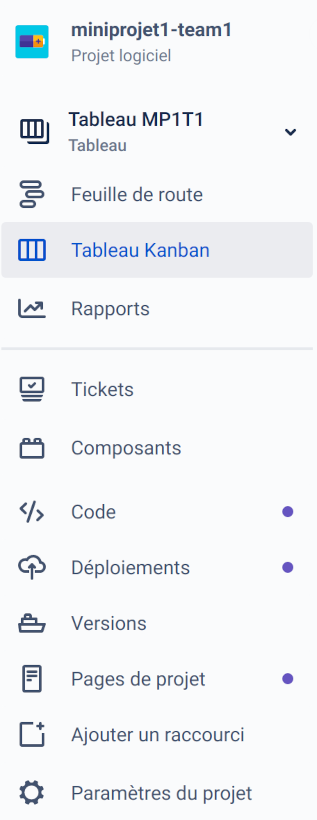 miniprojet1-team1
Projet logiciel
Tableau MP1T1
Tableau
Feuille de route
Tableau Kanban
Rapports
Tickets
Composants
Code
Déploiements
Versions
Pages de projet
Ajouter un raccourci
Paramètres du projet